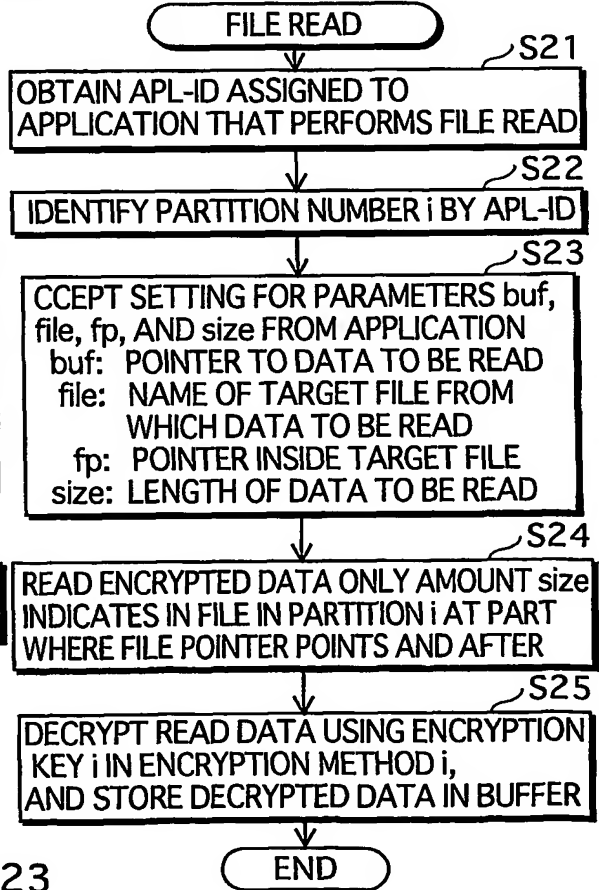 FILE READ
S21
OBTAIN APL-ID ASSIGNED TO
APPLICATION THAT PERFORMS FILE READ
S22
IDENTIFY PARTITION NUMBER i BY APL-ID
S23
CCEPT SETTING FOR PARAMETERS buf,
file, fp, AND size FROM APPLICATION
buf: POINTER TO DATA TO BE READ
file: NAME OF TARGET FILE FROM
WHICH DATA TO BE READ
fp: POINTER INSIDE TARGET FILE
size: LENGTH OF DATA TO BE READ
S24
READ ENCRYPTED DATA ONLY AMOUNT size
INDICATES IN FILE IN PARTITION i AT PART
WHERE FILE POINTER POINTS AND AFTER
S25
DECRYPT READ DATA USING ENCRYPTION
KEY i IN ENCRYPTION METHOD i,
AND STORE DECRYPTED DATA IN BUFFER
END
23